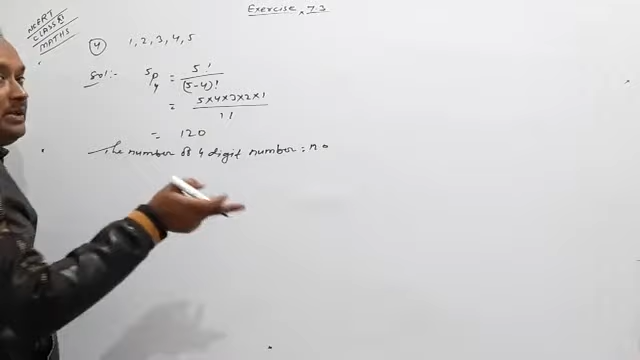 Exercise 7.3
NCERT
CLASS XI
MATHS
4 1, 2, 3, 4, 5
Sol:- ⁵P₄ = 5! / (5-4)!
= 5×4×3×2×1 / 1!
= 120
The number of 4 digit number =